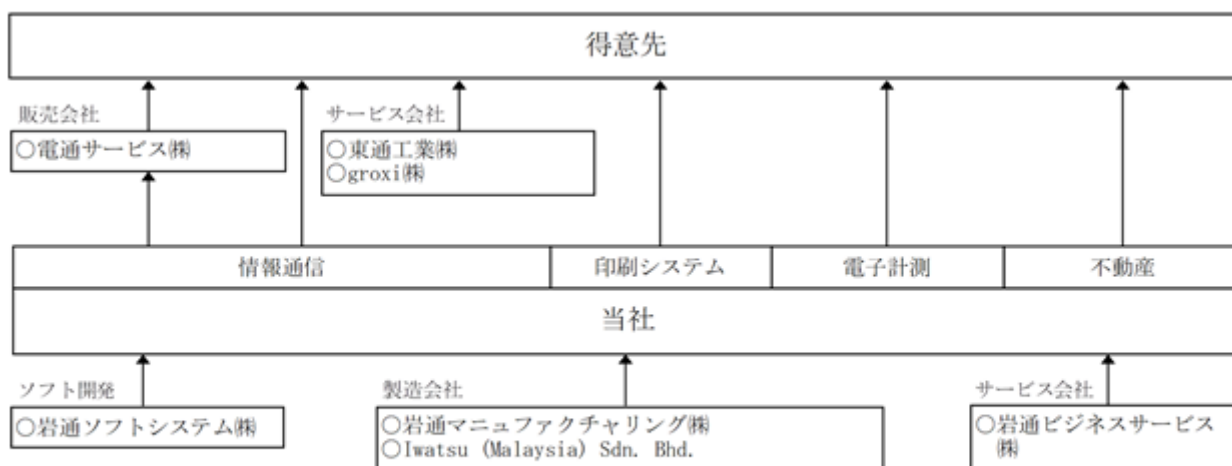 得意先
販売会社
○電通サービス㈱
サービス会社
○東通工業㈱
○groxi㈱
情報通信
印刷システム
電子計測
不動産
当社
ソフト開発
○岩通ソフトシステム㈱
製造会社
○岩通マニュファクチャリング㈱
○Iwatsu (Malaysia) Sdn. Bhd.
サービス会社
○岩通ビジネスサービス
㈱